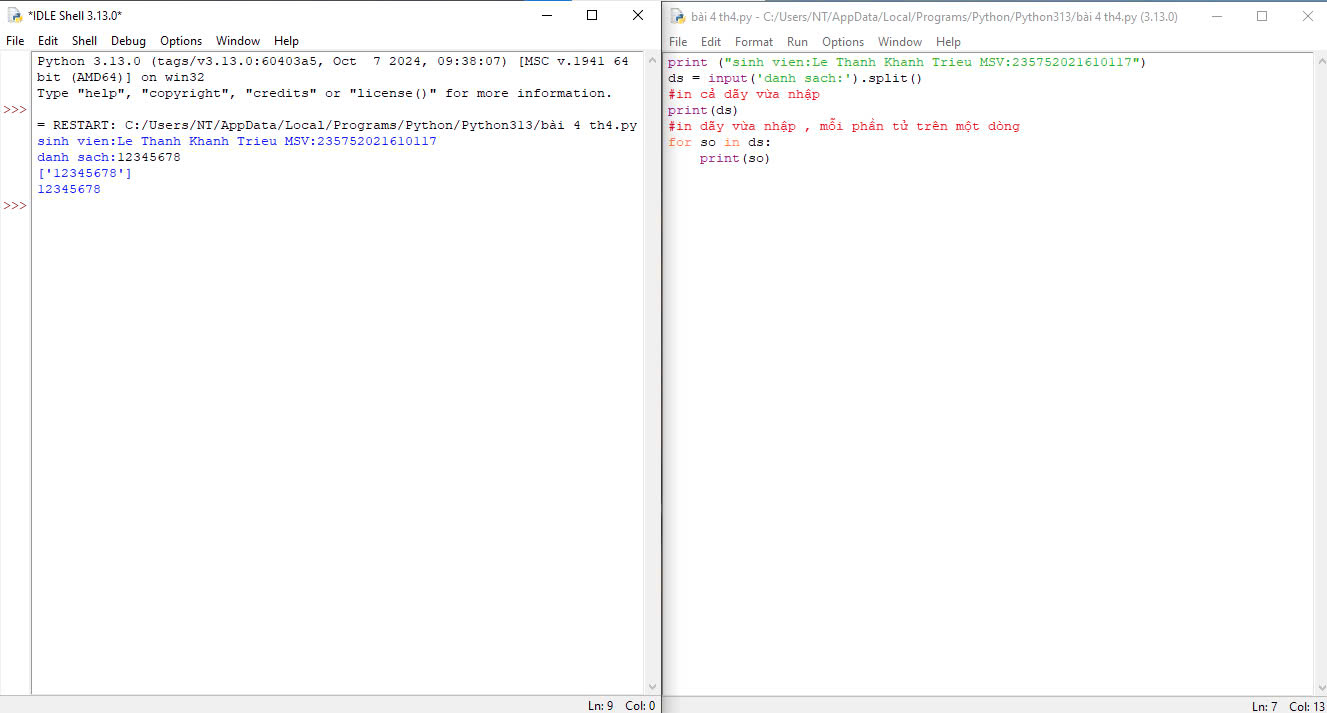 *IDLE Shell 3.13.0*
File Edit Shell Debug Options Window Help
Python 3.13.0 (tags/v3.13.0:60403a5, Oct  7 2024, 09:38:07) [MSC v.1941 64
bit (AMD64)] on win32
Type "help", "copyright", "credits" or "license()" for more information.
>>>
= RESTART: C:/Users/NT/AppData/Local/Programs/Python/Python313/bài 4 th4.py
sinh vien:Le Thanh Khanh Trieu MSV:235752021610117
danh sach:12345678
['12345678']
12345678
>>>
Ln: 9 Col: 0
bài 4 th4.py - C:/Users/NT/AppData/Local/Programs/Python/Python313/bài 4 th4.py (3.13.0)
File Edit Format Run Options Window Help
print ("sinh vien:Le Thanh Khanh Trieu MSV:235752021610117")
ds = input('danh sach:').split()
#in cả dãy vừa nhập
print(ds)
#in dãy vừa nhập , mỗi phần tử trên một dòng
for so in ds:
    print(so)
Ln: 7 Col: 13